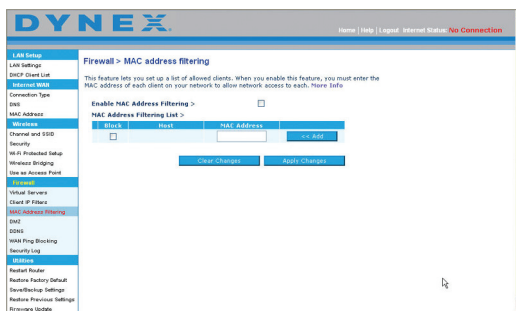 DYNEX
Home | Help | Logout Internet Status: No Connection
LAN Setup
LAN Settings
DHCP Client List
Internet WAN
Connection Type
DNS
MAC Address
Wireless
Channel and SSID
Security
Wi-Fi Protected Setup
Wireless Bridging
Use as Access Point
Firewall
Virtual Servers
Client IP Filters
MAC Address Filtering
DMZ
DDNS
WAN Ping Blocking
Security Log
Utilities
Restart Router
Restore Factory Default
Save/Backup Settings
Restore Previous Settings
Firmware Update
Firewall > MAC address filtering
This feature lets you set up a list of allowed clients. When you enable this feature, you must enter the
MAC address of each client on your network to allow network access to each. More Info
Enable MAC Address Filtering >
MAC Address Filtering List >
Block Host MAC Address
<< Add
Clear Changes Apply Changes